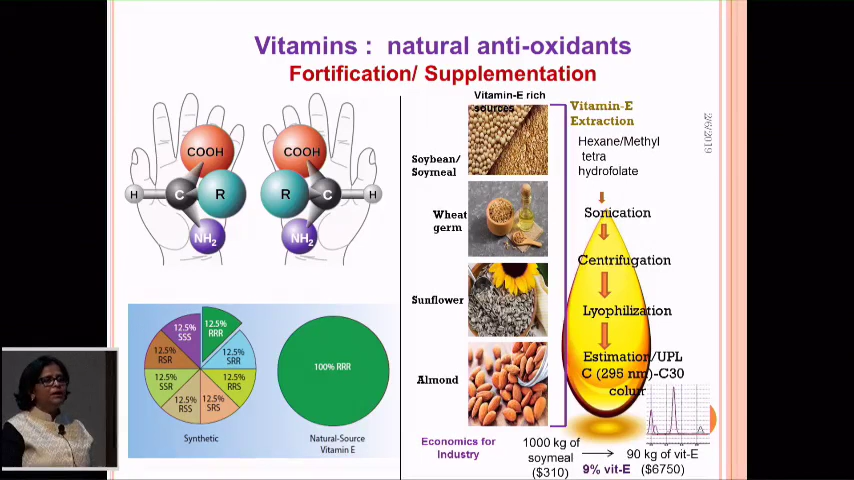 Vitamins : natural anti-oxidants
Fortification/ Supplementation
COOH
H
C
R
NH2
COOH
R
C
H
NH2
12.5%
SSS
12.5%
RRR
12.5%
RSR
12.5%
SRR
12.5%
SSR
12.5%
RRS
12.5%
RSS
12.5%
SRS
Synthetic
100% RRR
Natural-Source
Vitamin E
Vitamin-E rich
sources
Soybean/
Soymeal
Wheat
germ
Sunflower
Almond
Vitamin-E
Extraction
Hexane/Methyl
tetra
hydrofolate
Sonication
Centrifugation
Lyophilization
Estimation/UPL
C (295 nm)-C30
column
2/6/2019
Economics for
Industry
1000 kg of
soymeal
($310)
9% vit-E
90 kg of vit-E
($6750)